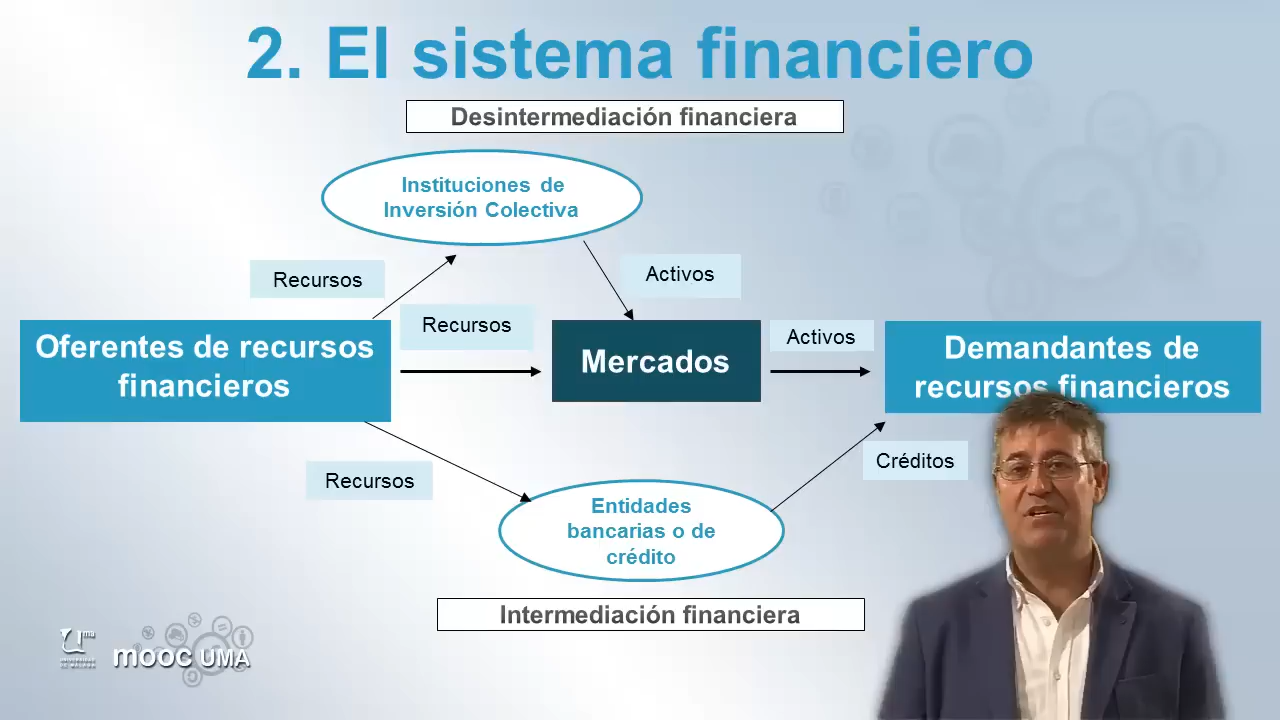 2. El sistema financiero
Desintermediación financiera
Instituciones de
Inversión Colectiva
Recursos
Activos
Recursos
Activos
Oferentes de recursos
financieros
Mercados
Demandantes de
recursos financieros
Recursos
Créditos
Entidades
bancarias o de
crédito
Intermediación financiera
uma
mooc UMA